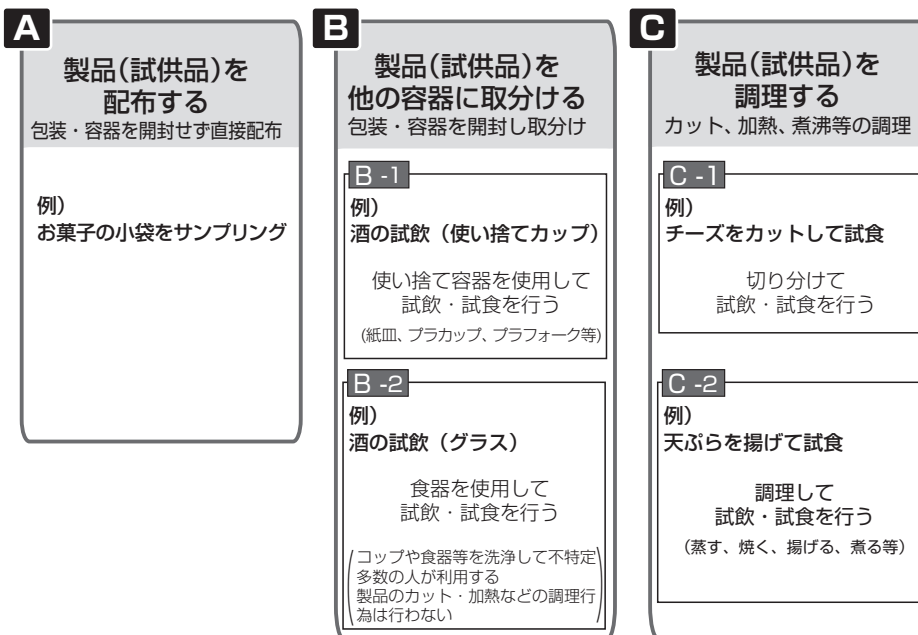 A
製品(試供品)を
配布する
包装・容器を開封せず直接配布
例)
お菓子の小袋をサンプリング
B
製品(試供品)を
他の容器に取分ける
包装・容器を開封し取分け
B -1
例)
酒の試飲(使い捨てカップ)
使い捨て容器を使用して
試飲・試食を行う
(紙皿、プラカップ、プラフォーク等)
B -2
例)
酒の試飲(グラス)
食器を使用して
試飲・試食を行う
(コップや食器等を洗浄して不特定
多数の人が利用する
製品のカット・加熱などの調理行
為は行わない)
C
製品(試供品)を
調理する
カット、加熱、煮沸等の調理
C -1
例)
チーズをカットして試食
切り分けて
試飲・試食を行う
C -2
例)
天ぷらを揚げて試食
調理して
試飲・試食を行う
(蒸す、焼く、揚げる、煮る等)